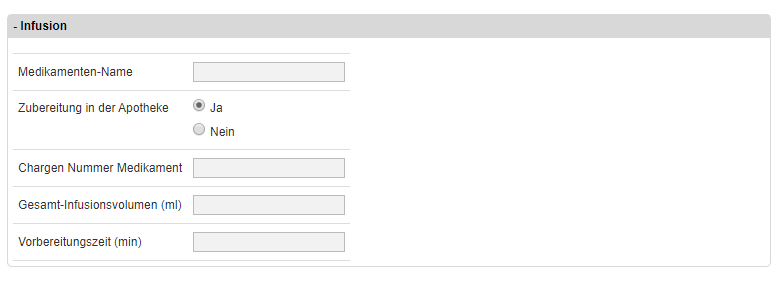 - Infusion
Medikamenten-Name
Zubereitung in der Apotheke
Ja
Nein
Chargen Nummer Medikament
Gesamt-Infusionsvolumen (ml)
Vorbereitungszeit (min)